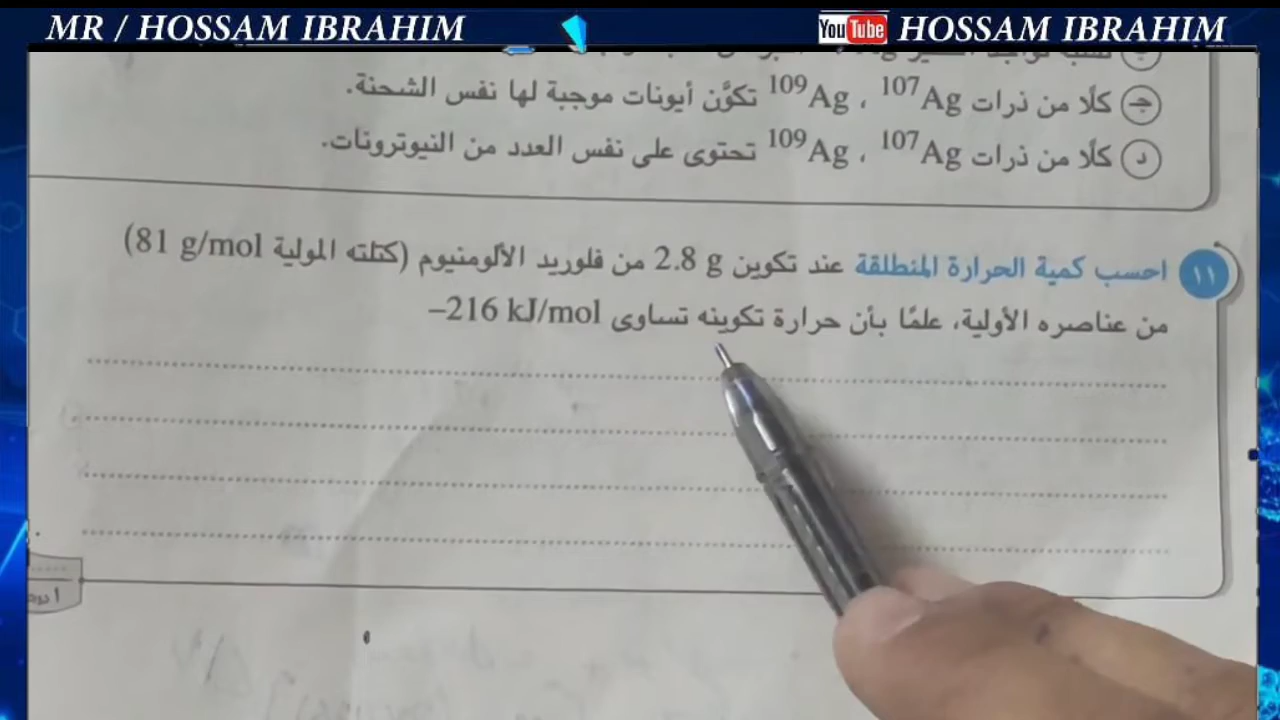 MR / HOSSAM IBRAHIM
YouTube HOSSAM IBRAHIM
جـ كلًا من ذرات 107Ag ، 109Ag تكوَّن أيونات موجبة لها نفس الشحنة.
د كلًا من ذرات 107Ag ، 109Ag تحتوى على نفس العدد من النيوترونات.
١١ احسب كمية الحرارة المنطلقة عند تكوين 2.8 g من فلوريد الألومنيوم (كتلته المولية 81 g/mol)
من عناصره الأولية، علمًا بأن حرارة تكوينه تساوى –216 kJ/mol